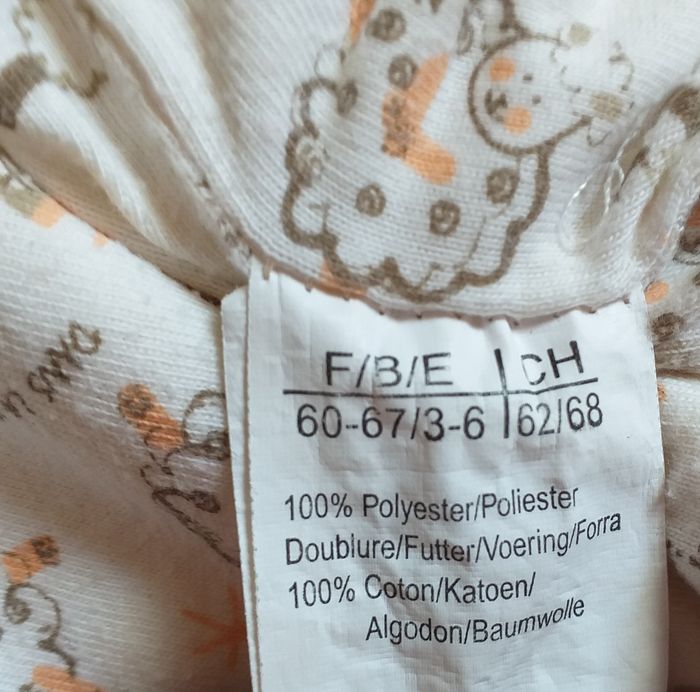 F/B/E | CH
60-67/3-6 | 62/68
100% Polyester/Poliester
Doublure/Futter/Voering/Forra
100% Coton/Katoen/
Algodon/Baumwolle